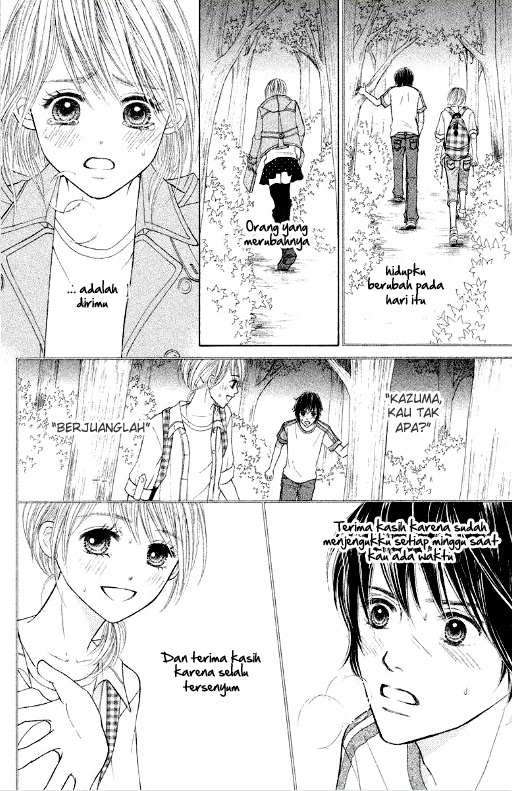 hidupku
berubah pada
hari itu
Orang yang
merubahnya
... adalah
dirimu
"KAZUMA,
KAU TAK
APA?"
"BERJUANGLAH"
Terima kasih karena sudah
menjengukku setiap minggu saat
kau ada waktu
Dan terima kasih
karena selalu
tersenyum